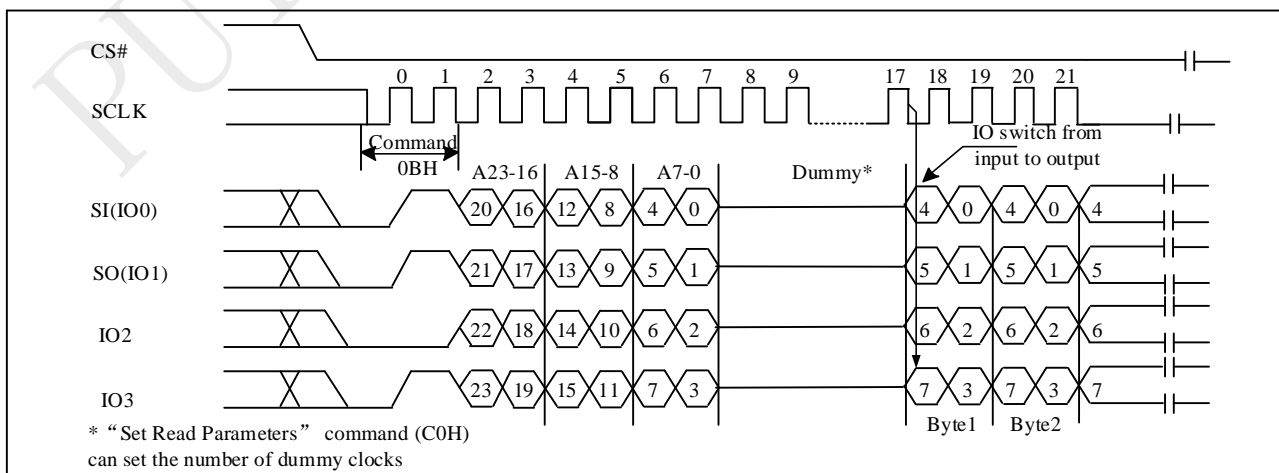 PU
CS#
0 1 2 3 4 5 6 7 8 9 17 18 19 20 21
SCLK
Command
0BH
IO switch from
input to output
A23-16 A15-8 A7-0 Dummy*
SI(IO0) 20 16 12 8 4 0 4 0 4 0 4
SO(IO1) 21 17 13 9 5 1 5 1 5 1 5
IO2 22 18 14 10 6 2 6 2 6 2 6
IO3 23 19 15 11 7 3 7 3 7 3 7
Byte1 Byte2
* “Set Read Parameters” command (C0H)
can set the number of dummy clocks